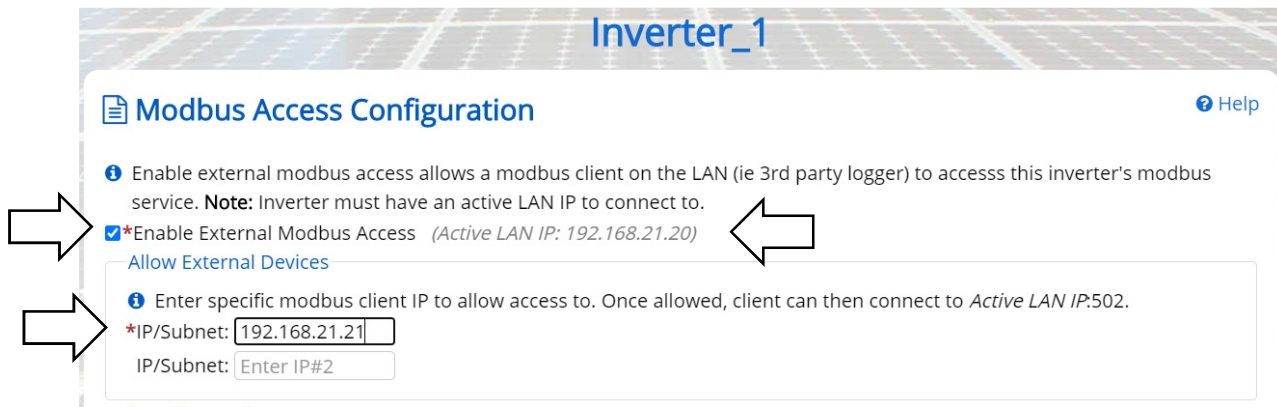 Inverter_1
Modbus Access Configuration
Help
Enable external modbus access allows a modbus client on the LAN (ie 3rd party logger) to accesss this inverter's modbus
service. Note: Inverter must have an active LAN IP to connect to.
*Enable External Modbus Access (Active LAN IP: 192.168.21.20)
Allow External Devices
Enter specific modbus client IP to allow access to. Once allowed, client can then connect to Active LAN IP:502.
*IP/Subnet: 192.168.21.21
IP/Subnet: Enter IP#2